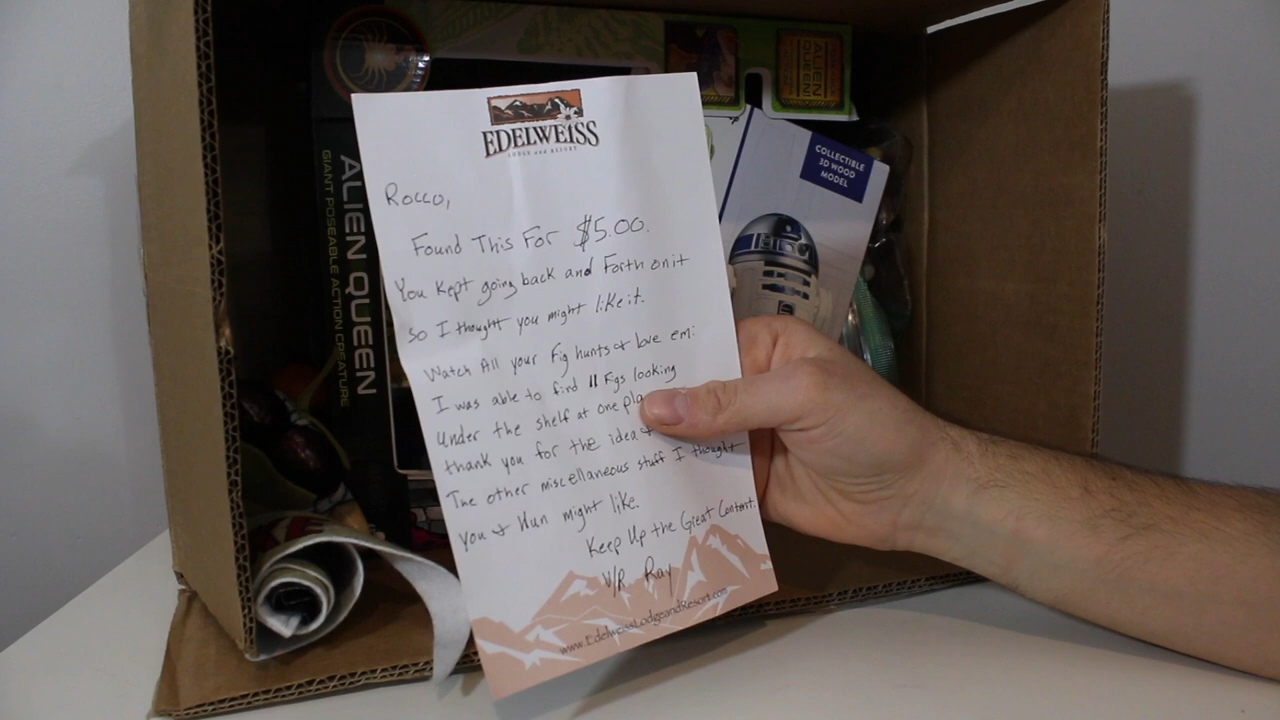 ALIEN QUEEN!
COLLECTIBLE
3D WOOD
MODEL
ALIEN QUEEN
GIANT POSEABLE ACTION CREATURE
EDELWEISS
LODGE and RESORT
Rocco,
Found This For $5.00.
You Kept going back and Forth on it
so I thought you might like it.
Watch All your Fig hunts & love em:
I was able to find 11 Figs looking
Under the shelf at one
thank you for the idea &
The other miscellaneous stuff I thought
you & Wun might like.
Keep Up the Great Content.
V/R Ray
www.EdelweissLodgeandResort.com